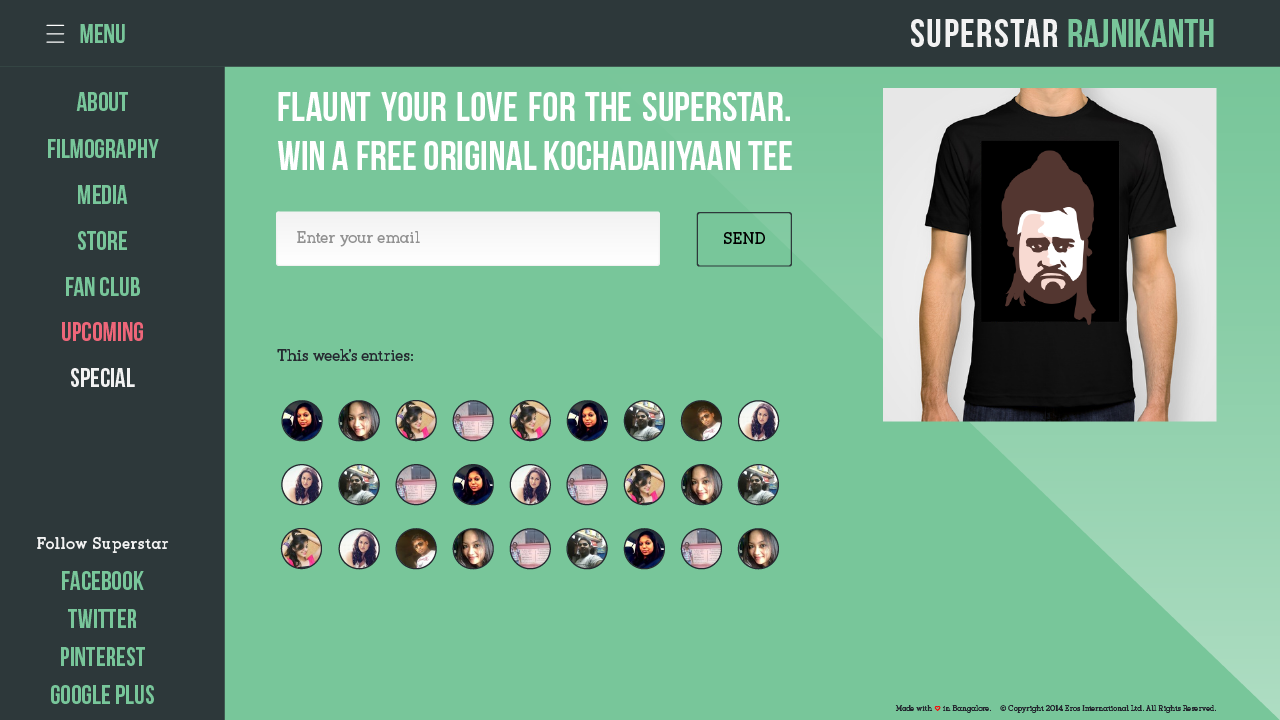 MENU
SUPERSTAR RAJNIKANTH
ABOUT
FILMOGRAPHY
MEDIA
STORE
FAN CLUB
UPCOMING
SPECIAL
Follow Superstar
FACEBOOK
TWITTER
PINTEREST
GOOGLE PLUS
FLAUNT YOUR LOVE FOR THE SUPERSTAR.
WIN A FREE ORIGINAL KOCHADAIIYAAN TEE
Enter your email
SEND
This week's entries:
Made with ♥ in Bangalore. © Copyright 2014 Eros International Ltd. All Rights Reserved.